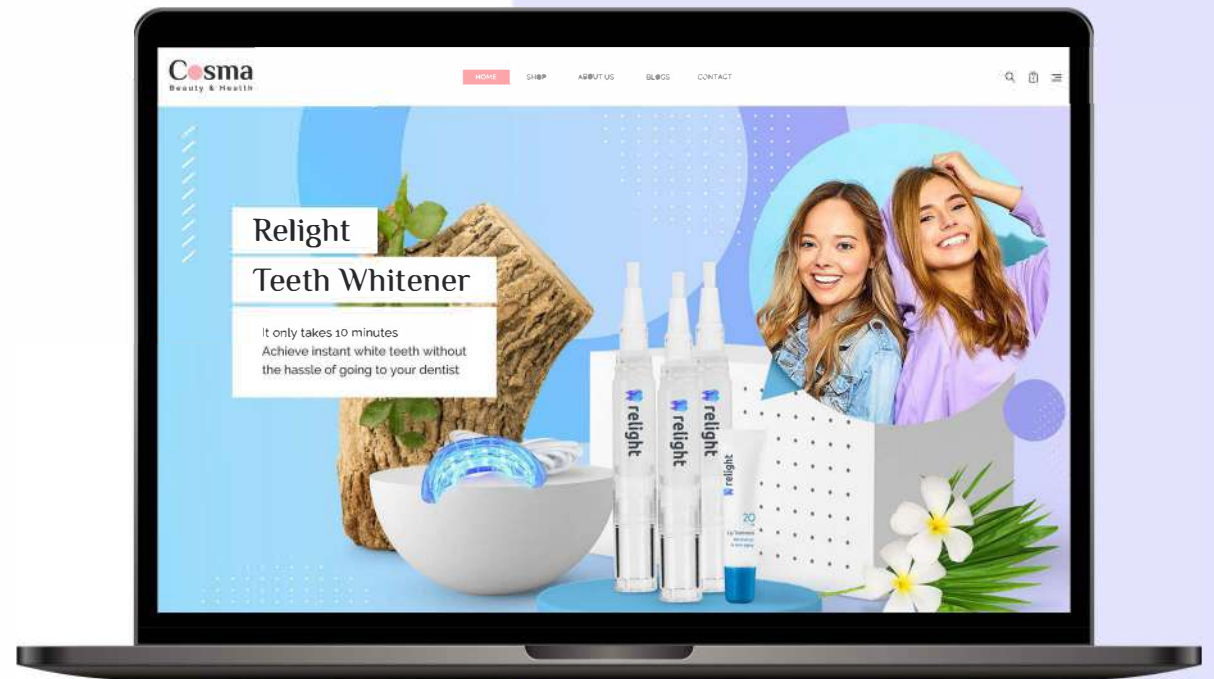 Cosma
Beauty & Health
HOME SHOP ABOUT US BLOGS CONTACT
Relight
Teeth Whitener
It only takes 10 minutes
Achieve instant white teeth without
the hassle of going to your dentist
relight
relight
relight
relight
20